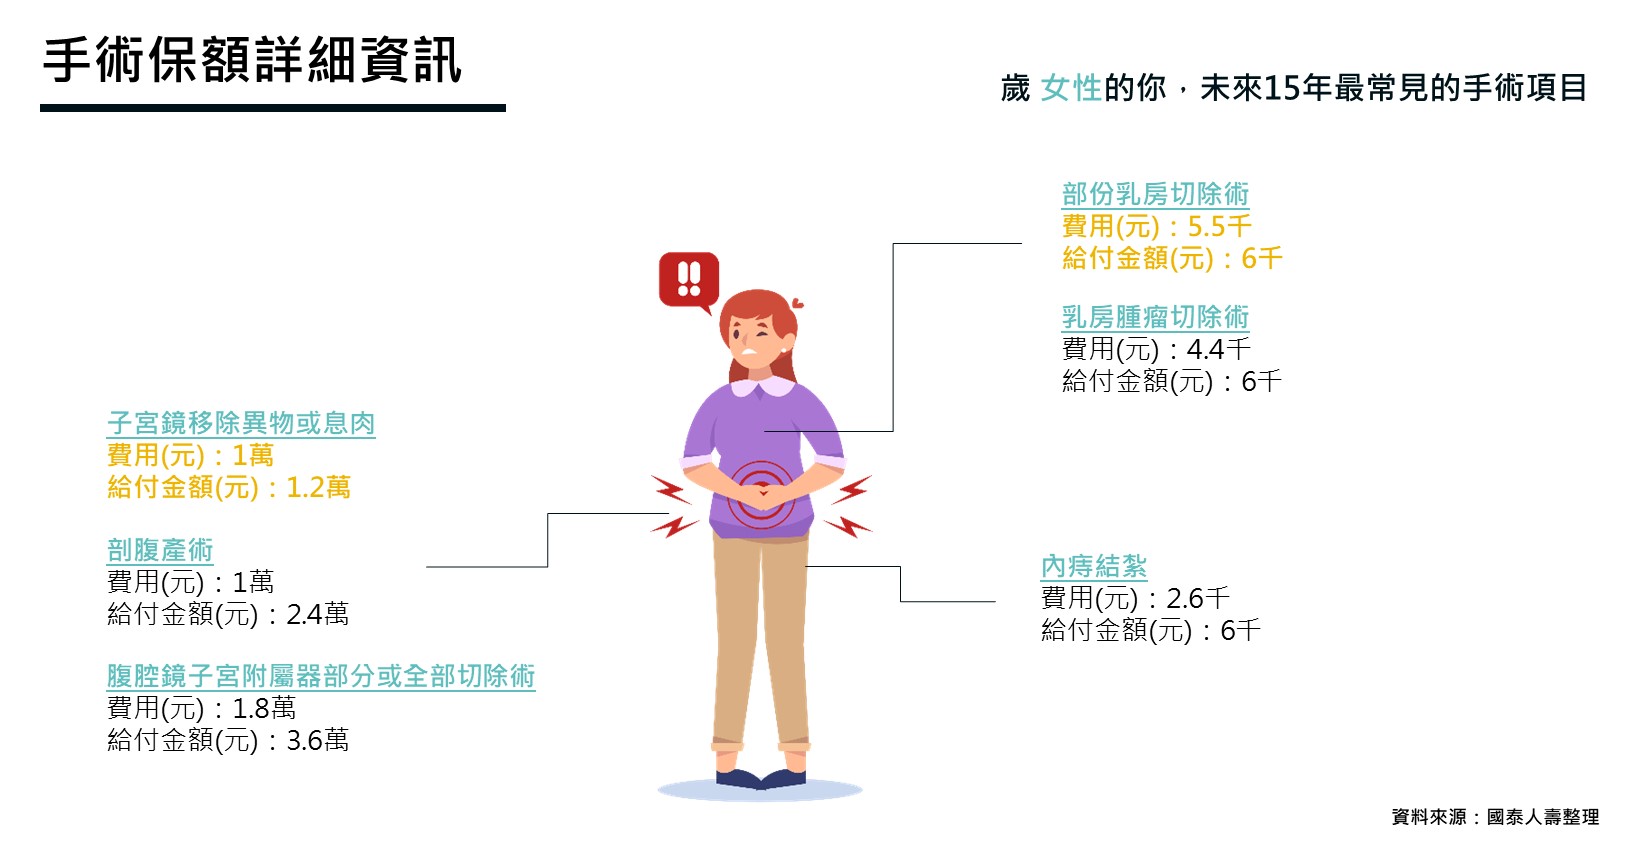 手術保額詳細資訊
歲 女性的你，未來15年最常見的手術項目
部份乳房切除術
費用(元)：5.5千
給付金額(元)：6千
乳房腫瘤切除術
費用(元)：4.4千
給付金額(元)：6千
子宮鏡移除異物或息肉
費用(元)：1萬
給付金額(元)：1.2萬
剖腹產術
費用(元)：1萬
給付金額(元)：2.4萬
腹腔鏡子宮附屬器部分或全部切除術
費用(元)：1.8萬
給付金額(元)：3.6萬
內痔結紮
費用(元)：2.6千
給付金額(元)：6千
資料來源：國泰人壽整理